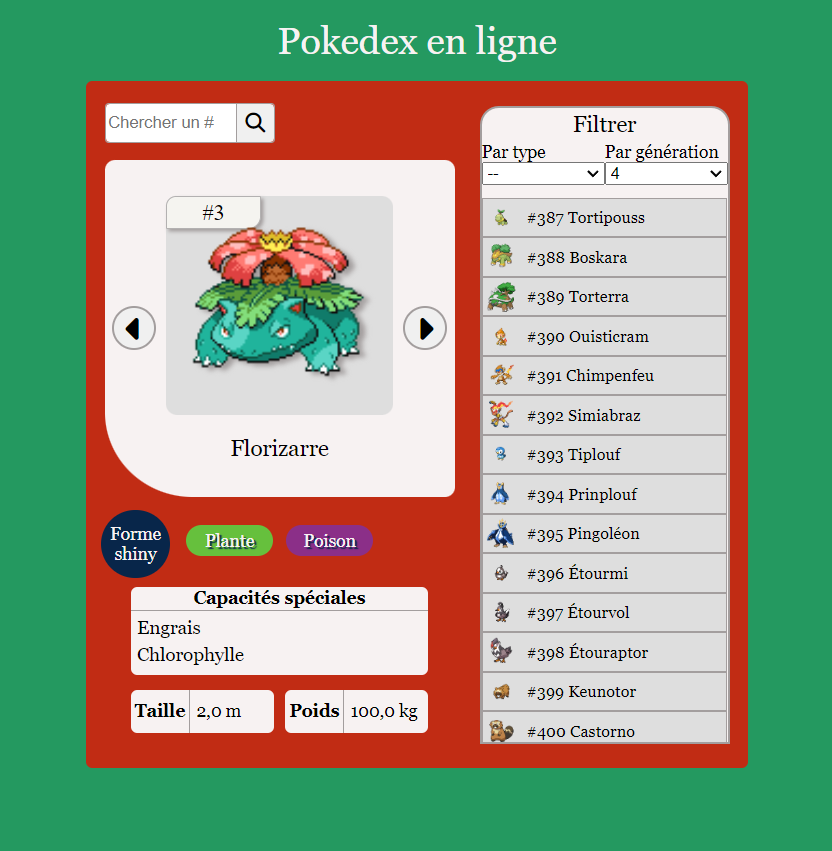 Pokedex en ligne
Chercher un #
#3
Florizarre
Forme
shiny
Plante
Poison
Capacités spéciales
Engrais
Chlorophylle
Taille
2,0 m
Poids
100,0 kg
Filtrer
Par type
Par génération
--
4
#387 Tortipouss
#388 Boskara
#389 Torterra
#390 Ouisticram
#391 Chimpenfeu
#392 Simiabraz
#393 Tiplouf
#394 Prinplouf
#395 Pingoléon
#396 Étourmi
#397 Étourvol
#398 Étouraptor
#399 Keunotor
#400 Castorno